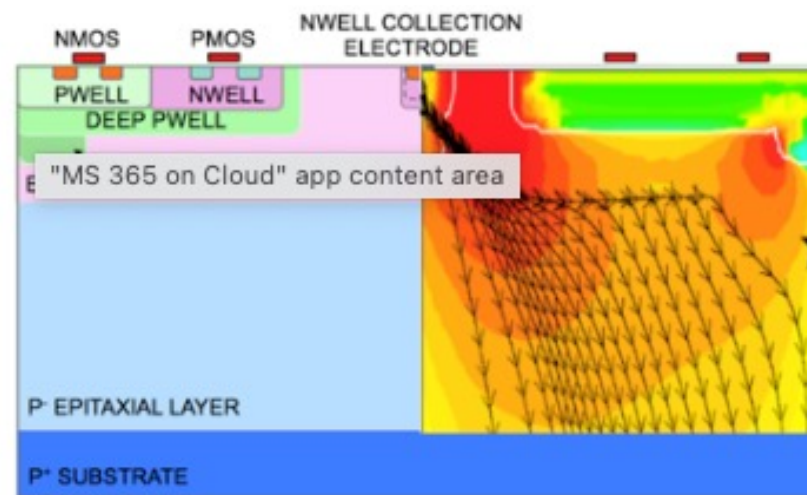 NWELL COLLECTION
ELECTRODE
NMOS
PMOS
PWELL
NWELL
DEEP PWELL
"MS 365 on Cloud" app content area
P⁻ EPITAXIAL LAYER
P⁺ SUBSTRATE